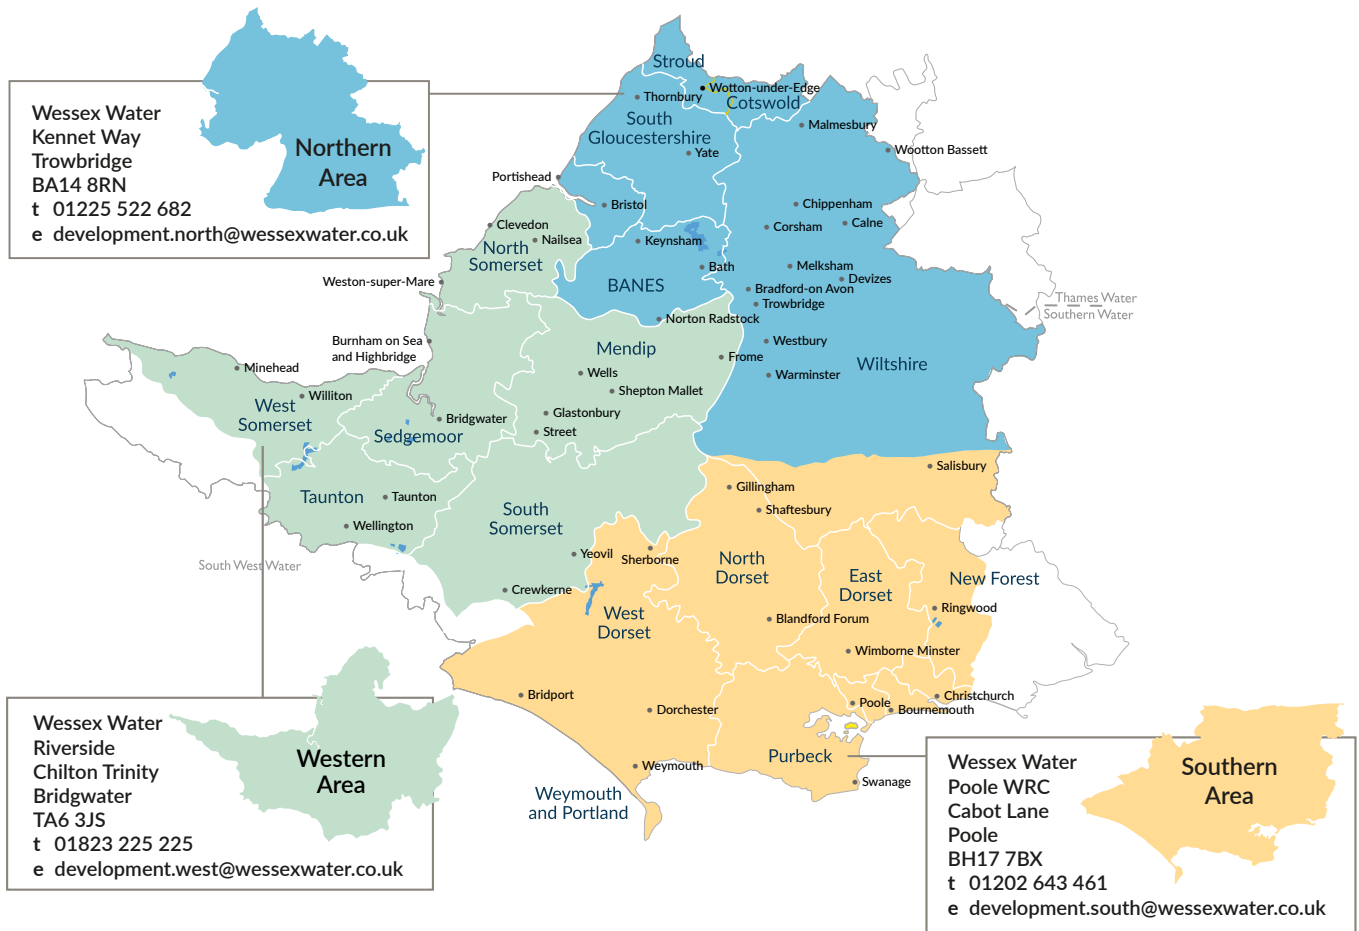 Stroud
Wotton-under-Edge
Thornbury
Cotswold
South
Gloucestershire
Malmesbury
Yate
Wootton Bassett
Wessex Water
Kennet Way
Trowbridge
BA14 8RN
t 01225 522 682
e development.north@wessexwater.co.uk
Northern
Area
Portishead
Bristol
Chippenham
Clevedon
Corsham
Calne
Nailsea
Keynsham
North
Somerset
Bath
Melksham
Devizes
Weston-super-Mare
BANES
Bradford-on Avon
Trowbridge
Thames Water
Southern Water
Norton Radstock
Burnham on Sea
and Highbridge
Mendip
Westbury
Frome
Wiltshire
Minehead
Wells
Warminster
Williton
Shepton Mallet
West
Somerset
Glastonbury
Bridgwater
Sedgemoor
Street
Salisbury
Gillingham
Taunton
Taunton
Shaftesbury
South
Somerset
Wellington
Yeovil
Sherborne
South West Water
North
Dorset
East
Dorset
New Forest
Crewkerne
Ringwood
West
Dorset
Blandford Forum
Wimborne Minster
Bridport
Christchurch
Dorchester
Poole
Bournemouth
Purbeck
Weymouth
Swanage
Weymouth
and Portland
Wessex Water
Riverside
Chilton Trinity
Bridgwater
TA6 3JS
t 01823 225 225
e development.west@wessexwater.co.uk
Western
Area
Wessex Water
Poole WRC
Cabot Lane
Poole
BH17 7BX
t 01202 643 461
e development.south@wessexwater.co.uk
Southern
Area